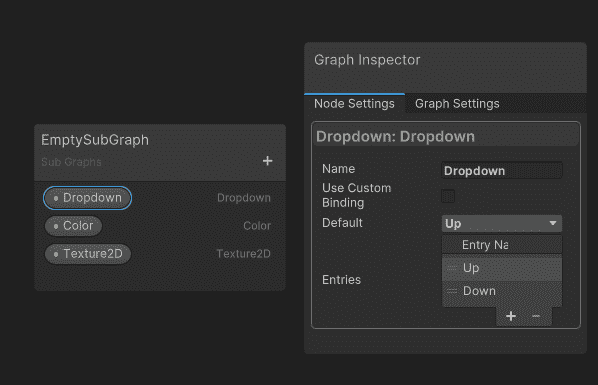 EmptySubGraph
Sub Graphs
Dropdown Dropdown
Color Color
Texture2D Texture2D
Graph Inspector
Node Settings Graph Settings
Dropdown: Dropdown
Name Dropdown
Use Custom
Binding
Default Up
Entry Na
Entries
Up
Down